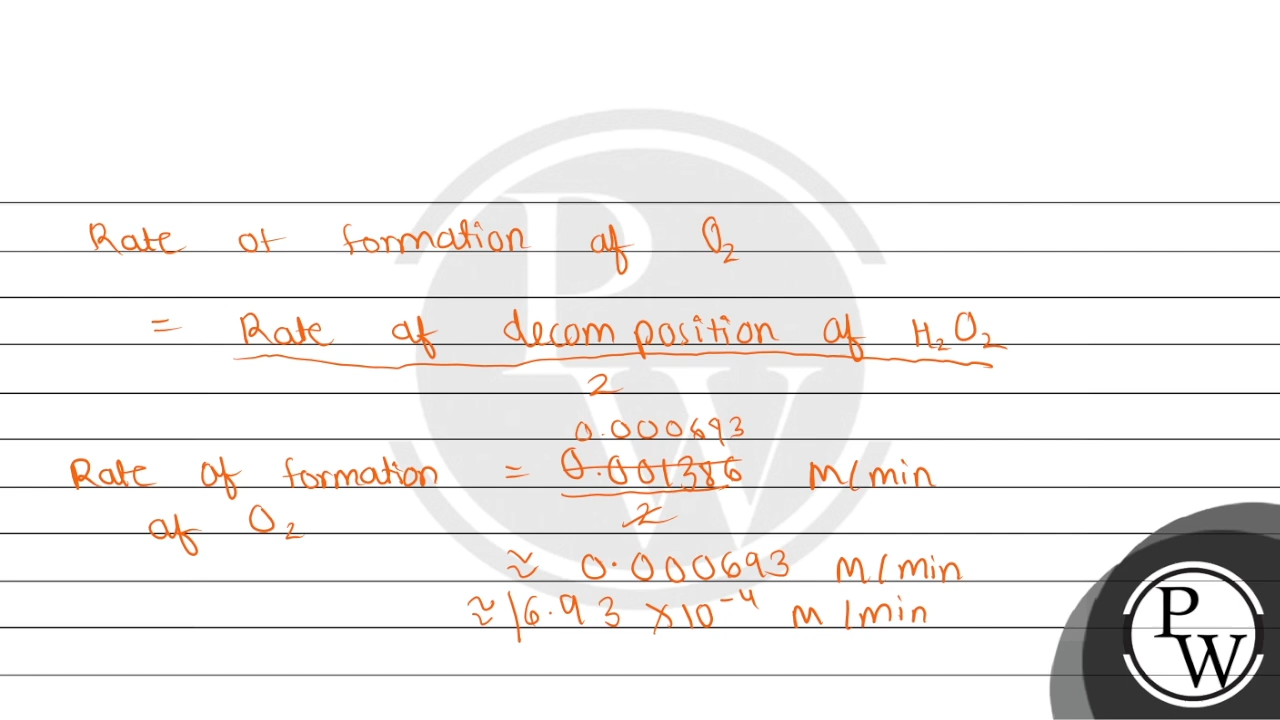 Rate of formation of O₂
= Rate of decomposition of H₂O₂
2
0.000693
Rate of formation = 0.001386 M/min
of O₂ 2
≈ 0.000693 M/min
≈ 6.93 × 10⁻⁴ M/min
PW
PW